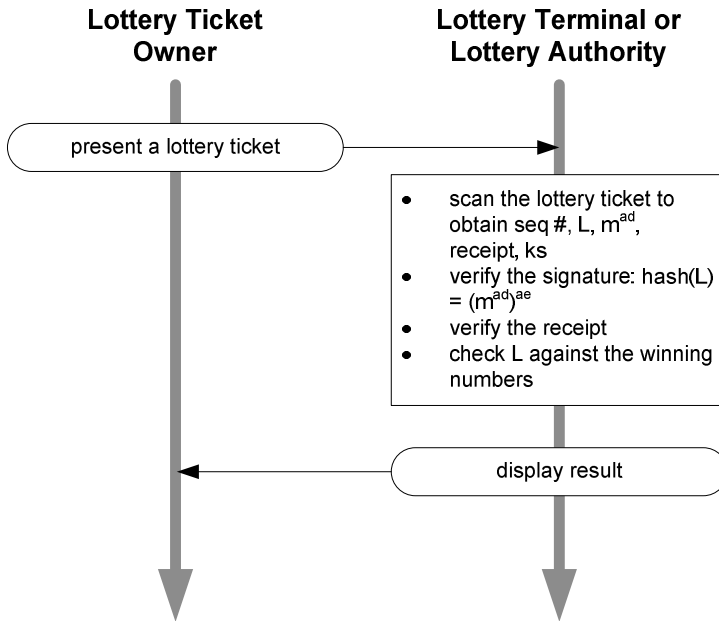 Lottery Ticket
Owner
Lottery Terminal or
Lottery Authority
present a lottery ticket
• scan the lottery ticket to
obtain seq #, L, m^ad,
receipt, ks
• verify the signature: hash(L)
= (m^ad)^ae
• verify the receipt
• check L against the winning
numbers
display result